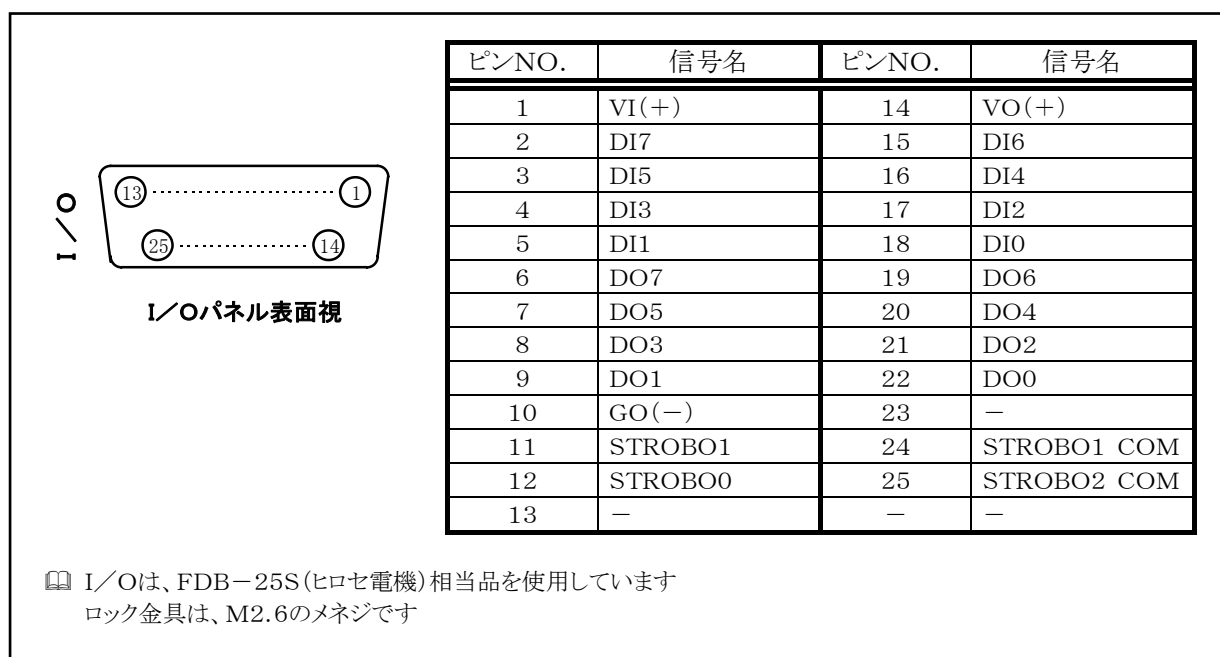 ピンNO. 信号名 ピンNO. 信号名
1 VI(+) 14 VO(+)
2 DI7 15 DI6
3 DI5 16 DI4
4 DI3 17 DI2
5 DI1 18 DI0
6 DO7 19 DO6
7 DO5 20 DO4
8 DO3 21 DO2
9 DO1 22 DO0
10 GO(-) 23 -
11 STROBO1 24 STROBO1 COM
12 STROBO0 25 STROBO2 COM
13 - - -
I/O
13 1
25 14
I/Oパネル表面視
I/Oは、FDB-25S(ヒロセ電機)相当品を使用しています
ロック金具は、M2.6のメネジです